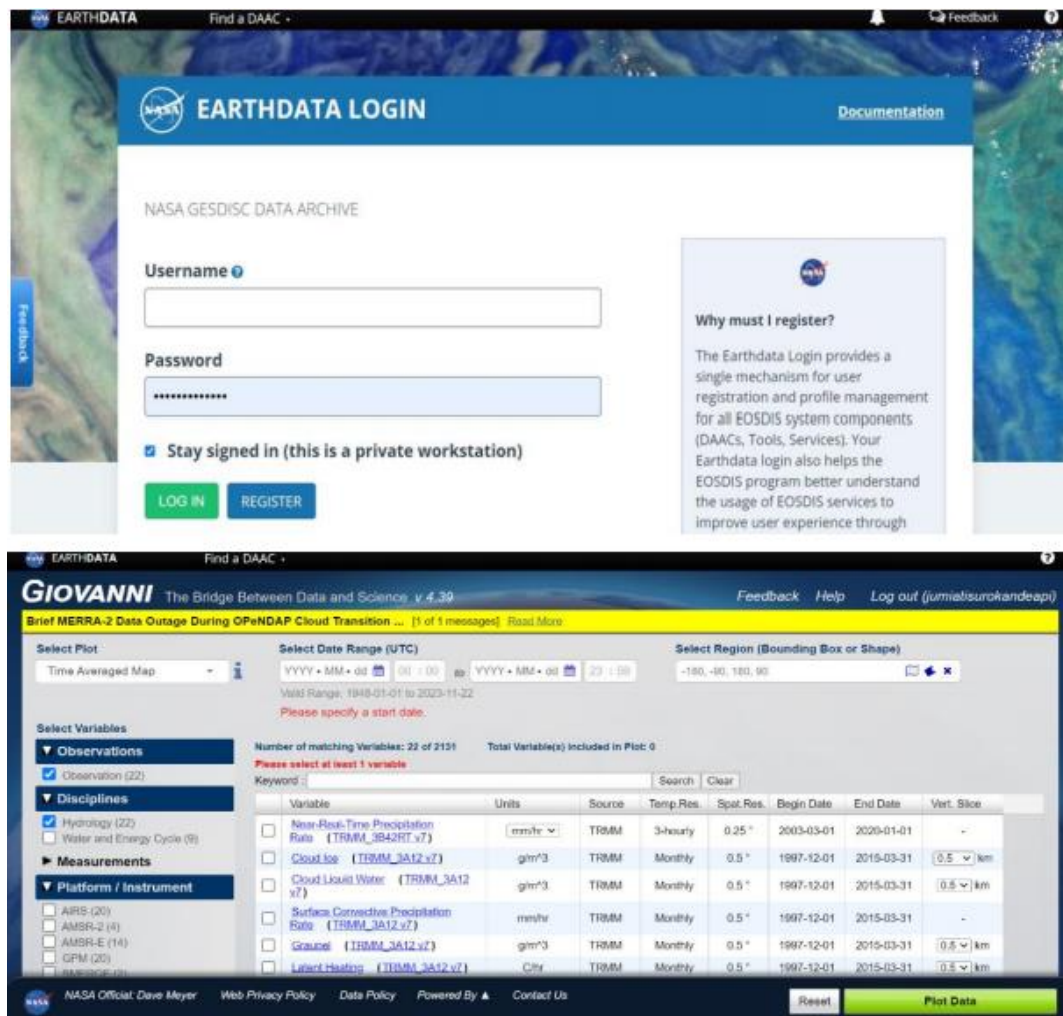 EARTHDATA Find a DAAC Feedback ?
NASA EARTHDATA LOGIN Documentation
NASA GESDISC DATA ARCHIVE
Username ?
Feedback
Password
•••••••••••••
Stay signed in (this is a private workstation)
LOG IN REGISTER
Why must I register?
The Earthdata Login provides a
single mechanism for user
registration and profile management
for all EOSDIS system components
(DAACs, Tools, Services). Your
Earthdata login also helps the
EOSDIS program better understand
the usage of EOSDIS services to
improve user experience through
EARTHDATA Find a DAAC ?
GIOVANNI The Bridge Between Data and Science v 4.39 Feedback Help Log out (jumiatisurokandeapi)
Brief MERRA-2 Data Outage During OPeNDAP Cloud Transition ... [1 of 1 messages] Read More
Select Plot Select Date Range (UTC) Select Region (Bounding Box or Shape)
Time Averaged Map i YYYY - MM - dd 00 : 00 to YYYY - MM - dd 23 : 59 -180, -90, 180, 90
Valid Range: 1948-01-01 to 2023-11-22
Please specify a start date.
Select Variables
Observations Number of matching Variables: 22 of 2131 Total Variable(s) included in Plot: 0
Please select at least 1 variable
Observation (22) Keyword : Search Clear
Disciplines Variable Units Source Temp.Res. Spat.Res. Begin Date End Date Vert. Slice
Hydrology (22) Near-Real-Time Precipitation Rate (TRMM_3B42RT v7) mm/hr TRMM 3-hourly 0.25 ° 2003-03-01 2020-01-01 -
Water and Energy Cycle (9)
Measurements Cloud Ice (TRMM_3A12 v7) g/m^3 TRMM Monthly 0.5 ° 1997-12-01 2015-03-31 0.5 km
Platform / Instrument Cloud Liquid Water (TRMM_3A12 v7) g/m^3 TRMM Monthly 0.5 ° 1997-12-01 2015-03-31 0.5 km
AIRS (20) Surface Convective Precipitation Rate (TRMM_3A12 v7) mm/hr TRMM Monthly 0.5 ° 1997-12-01 2015-03-31 -
AMSR-2 (4)
AMSR-E (14) Graupel (TRMM_3A12 v7) g/m^3 TRMM Monthly 0.5 ° 1997-12-01 2015-03-31 0.5 km
GPM (20) Latent Heating (TRMM_3A12 v7) C/hr TRMM Monthly 0.5 ° 1997-12-01 2015-03-31 0.5 km
NASA Official: Dave Meyer Web Privacy Policy Data Policy Powered By Contact Us Reset Plot Data